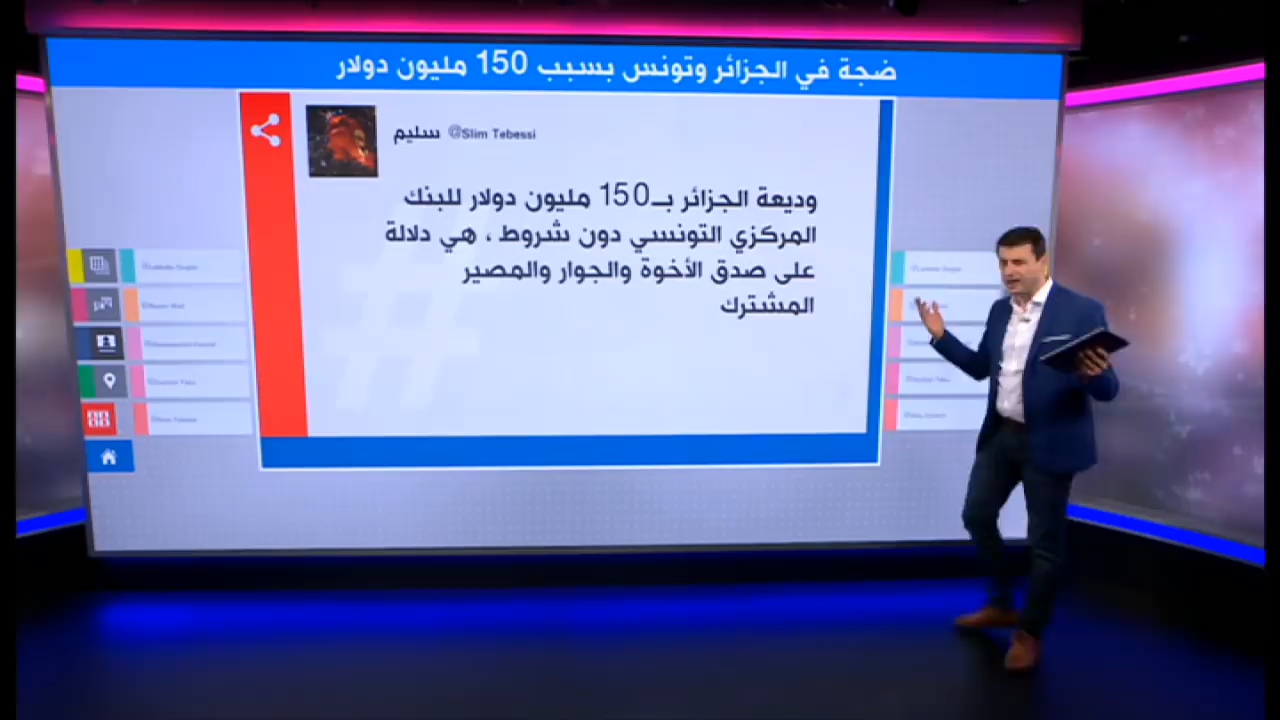 ضجة في الجزائر وتونس بسبب 150 مليون دولار
سليم @Slim Tebessi
وديعة الجزائر بـ150 مليون دولار للبنك
المركزي التونسي دون شروط ، هي دلالة
على صدق الأخوة والجوار والمصير
المشترك